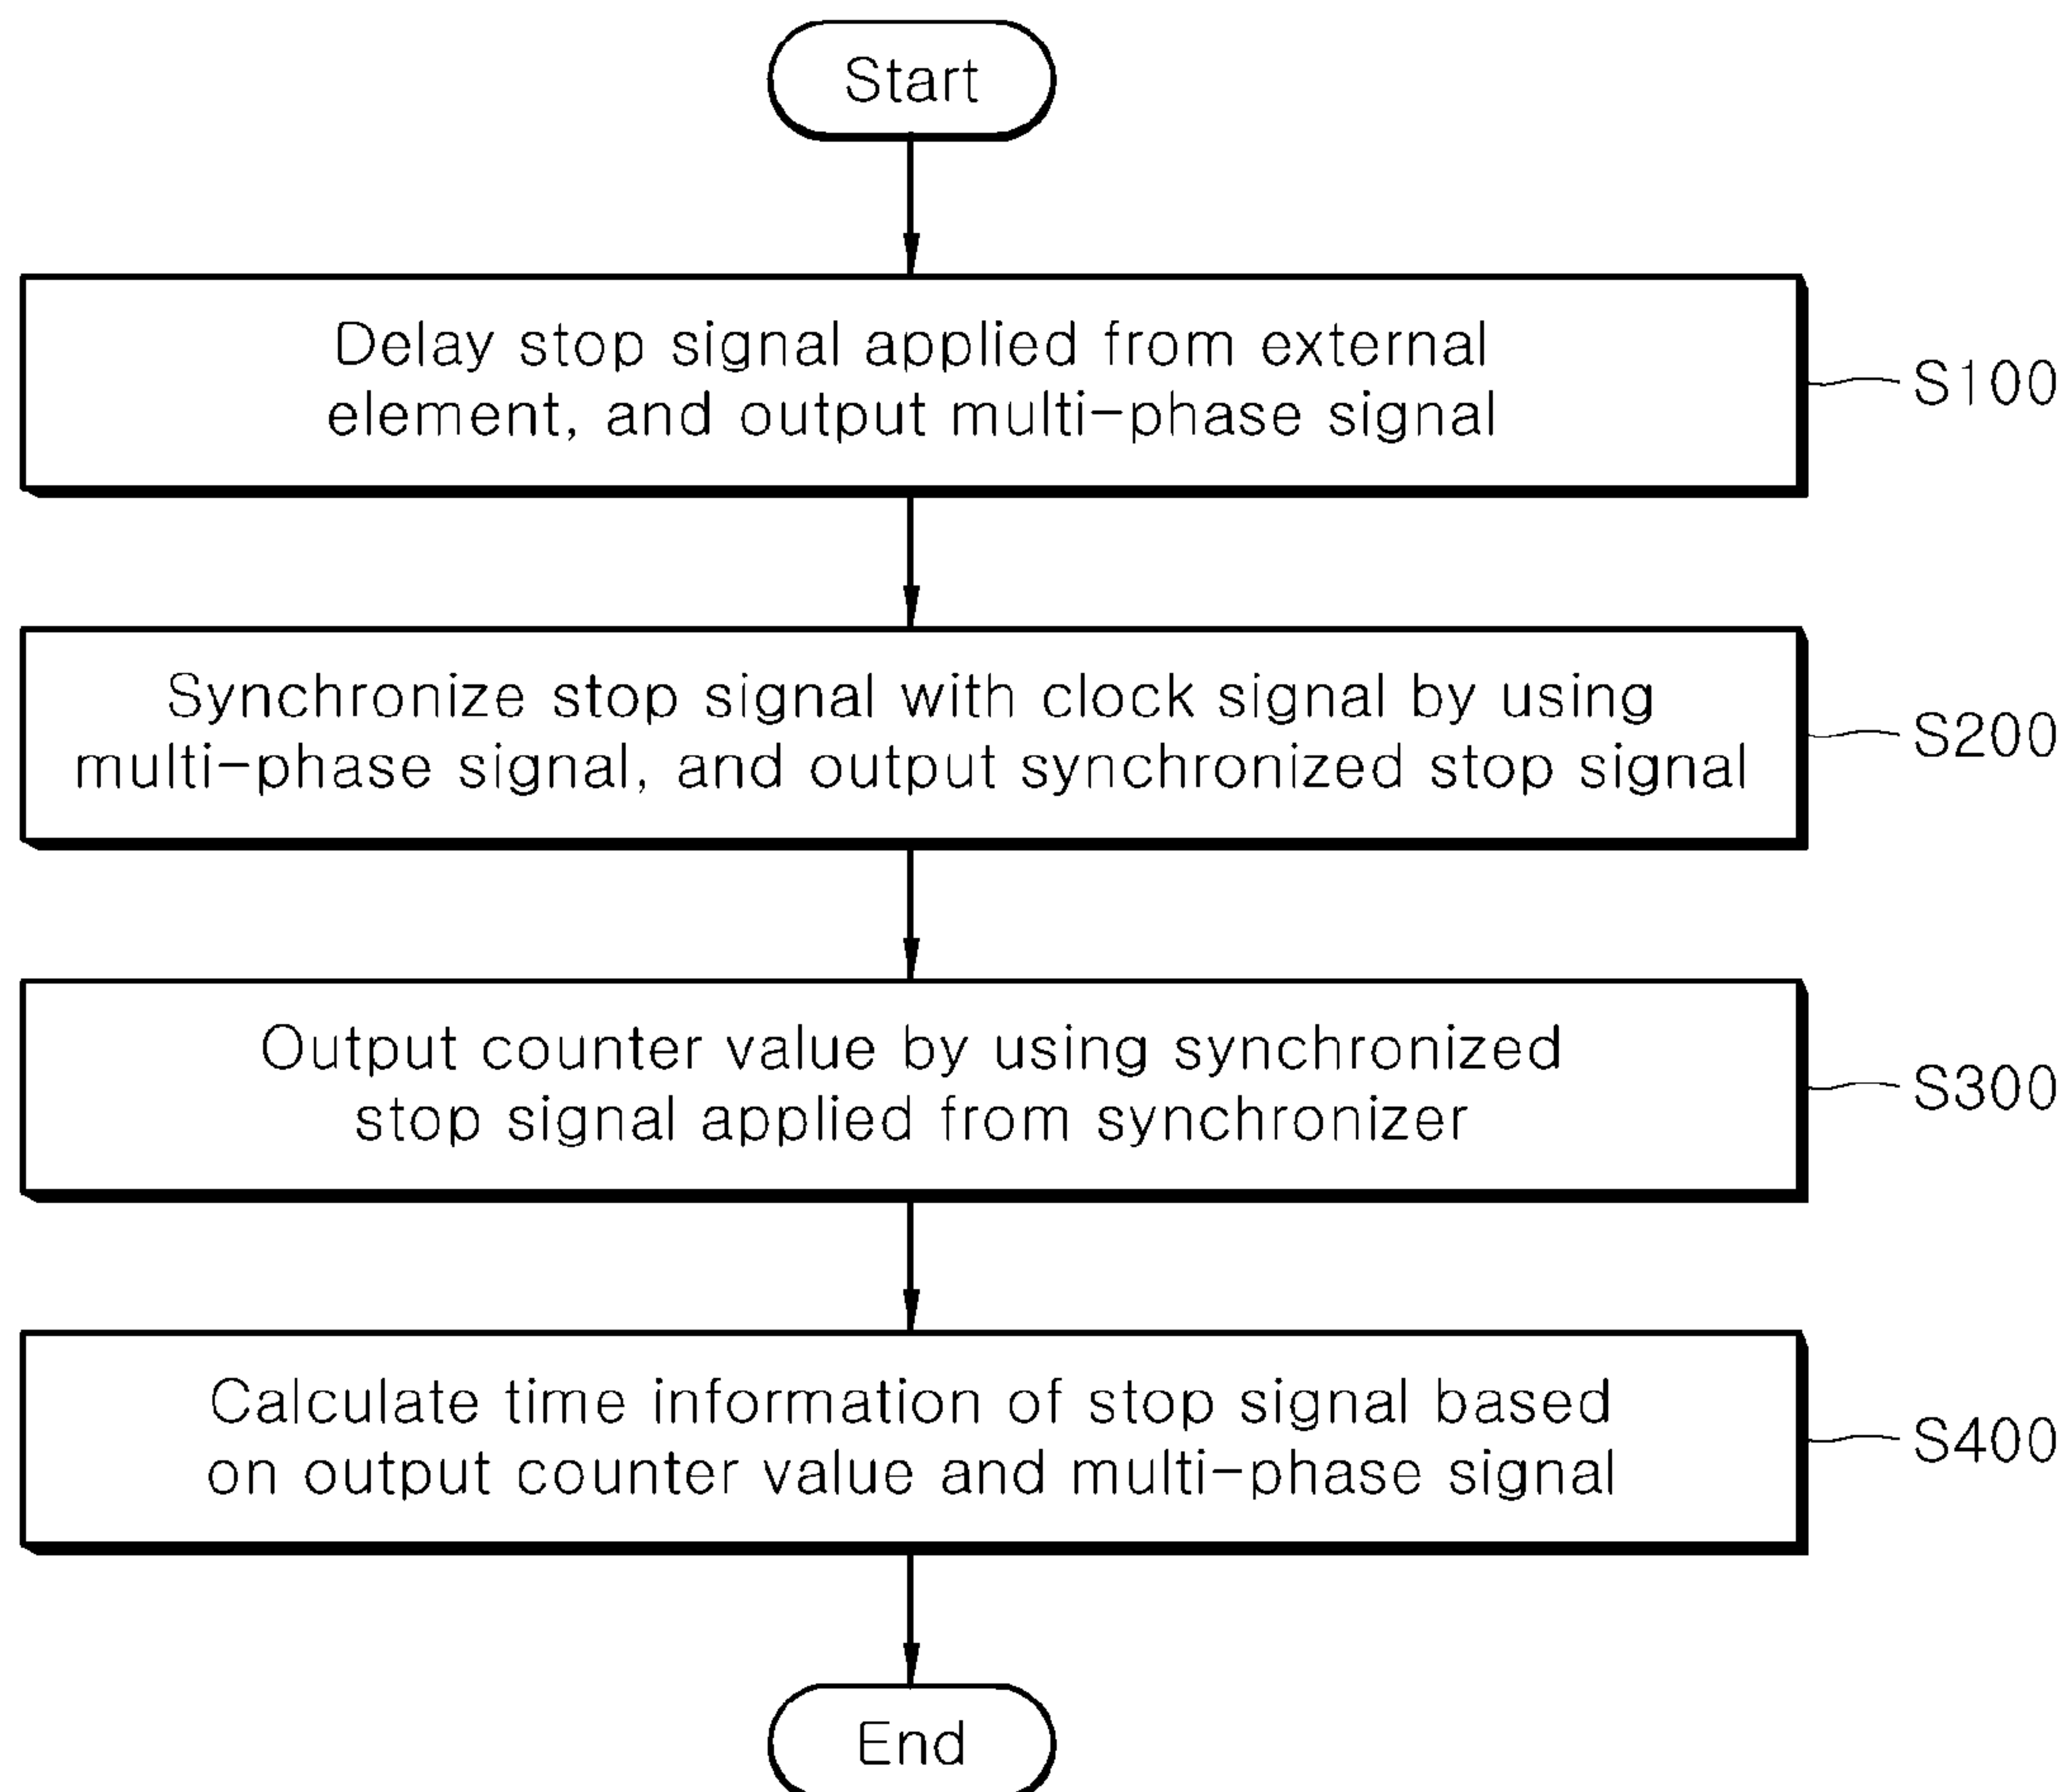 Start
Delay stop signal applied from external
element, and output multi-phase signal
S100
Synchronize stop signal with clock signal by using
multi-phase signal, and output synchronized stop signal
S200
Output counter value by using synchronized
stop signal applied from synchronizer
S300
Calculate time information of stop signal based
on output counter value and multi-phase signal
S400
End